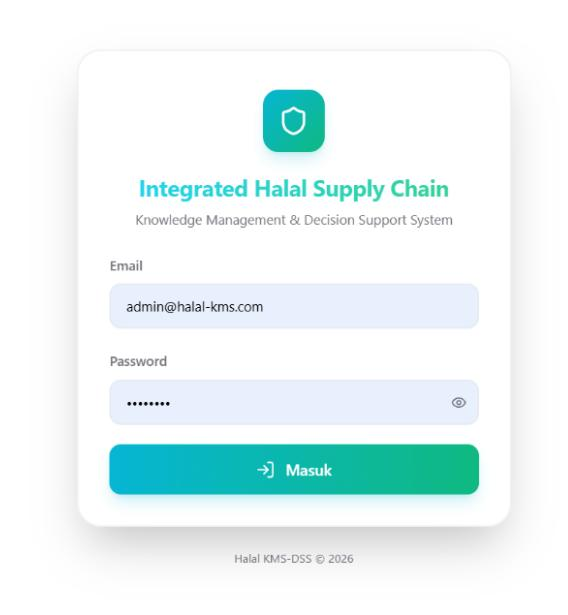 Integrated Halal Supply Chain
Knowledge Management & Decision Support System
Email
admin@halal-kms.com
Password
••••••••
Masuk
Halal KMS-DSS © 2026